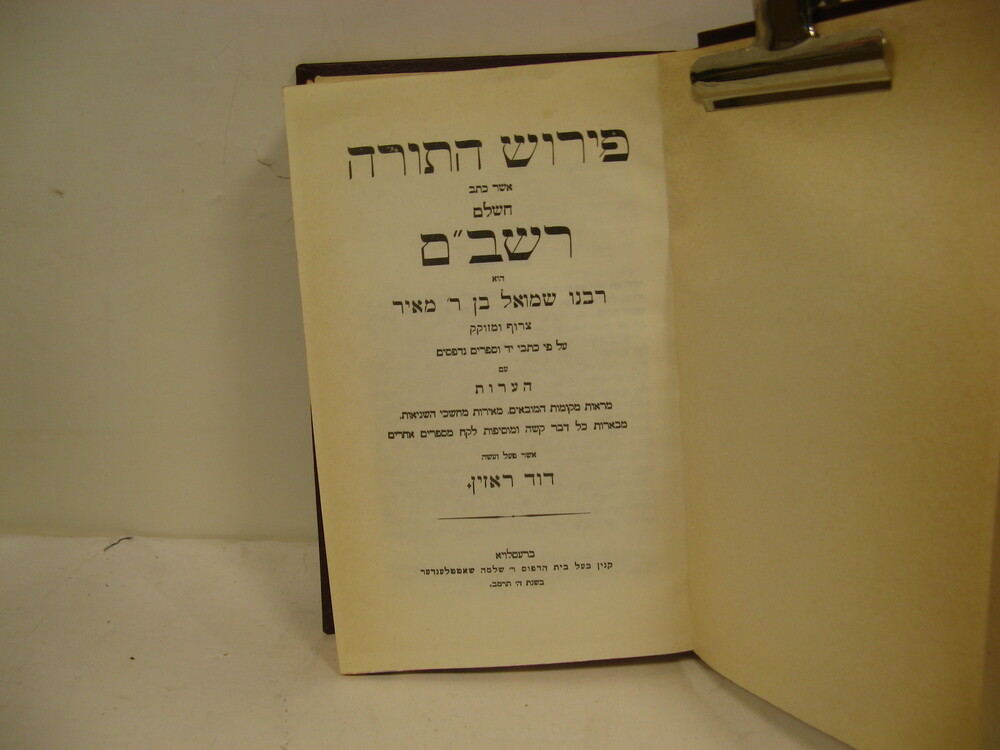 פירוש התורה
אשר כתב
חשלם
רשב״ם
הוא
רבנו שמואל בן ר׳ מאיר
צרוף ומזוקק
על פי כתבי יד וספרים נדפסים
עם
הערות
מראות מקומות המובאים, מאירות מחשכי השגיאות,
מבארות כל דבר קשה ומוסיפות לקח מספרים אחרים
אשר פעל ועשה
דוד ראזין.
ברעסלויא
קנין בעל בית הדפוס ר׳ שלמה שאטטלענדער
בשנת ה׳ תרמב.